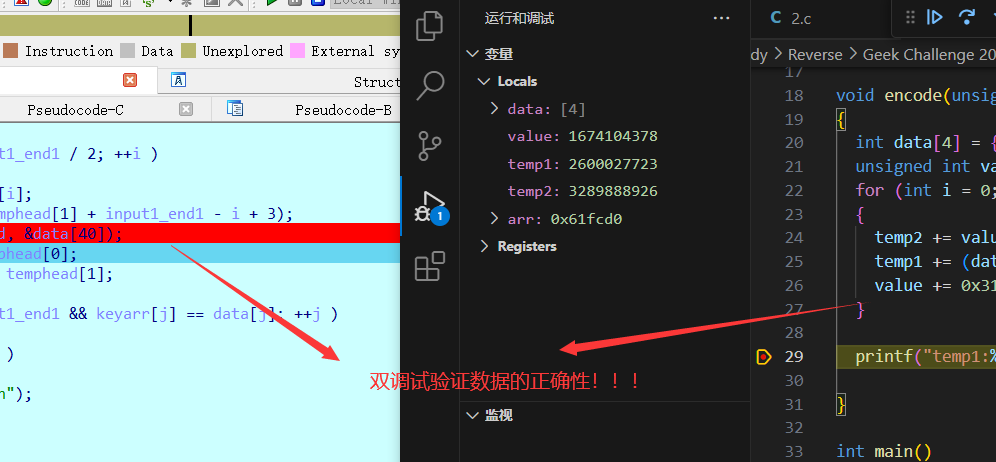 Local Win
Instruction Data Unexplored External sy
Struct
Pseudocode-C Pseudocode-B
t1_end1 / 2; ++i )
[i];
mphead[1] + input1_end1 - i + 3);
d, &data[40]);
phead[0];
temphead[1];
t1_end1 && keyarr[j] == data[j]; ++j )
)
n");
运行和调试 ...
变量
Locals
data: [4]
value: 1674104378
temp1: 2600027723
temp2: 3289888926
arr: 0x61fcd0
Registers
1
双调试验证数据的正确性！！！
监视
C 2.c
dy > Reverse > Geek Challenge 20
17
18 void encode(unsig
19 {
20 int data[4] = {
21 unsigned int va
22 for (int i = 0;
23 {
24 temp2 += valu
25 temp1 += (dat
26 value += 0x31
27 }
28
29 printf("temp1:%
30
31 }
32
33 int main()